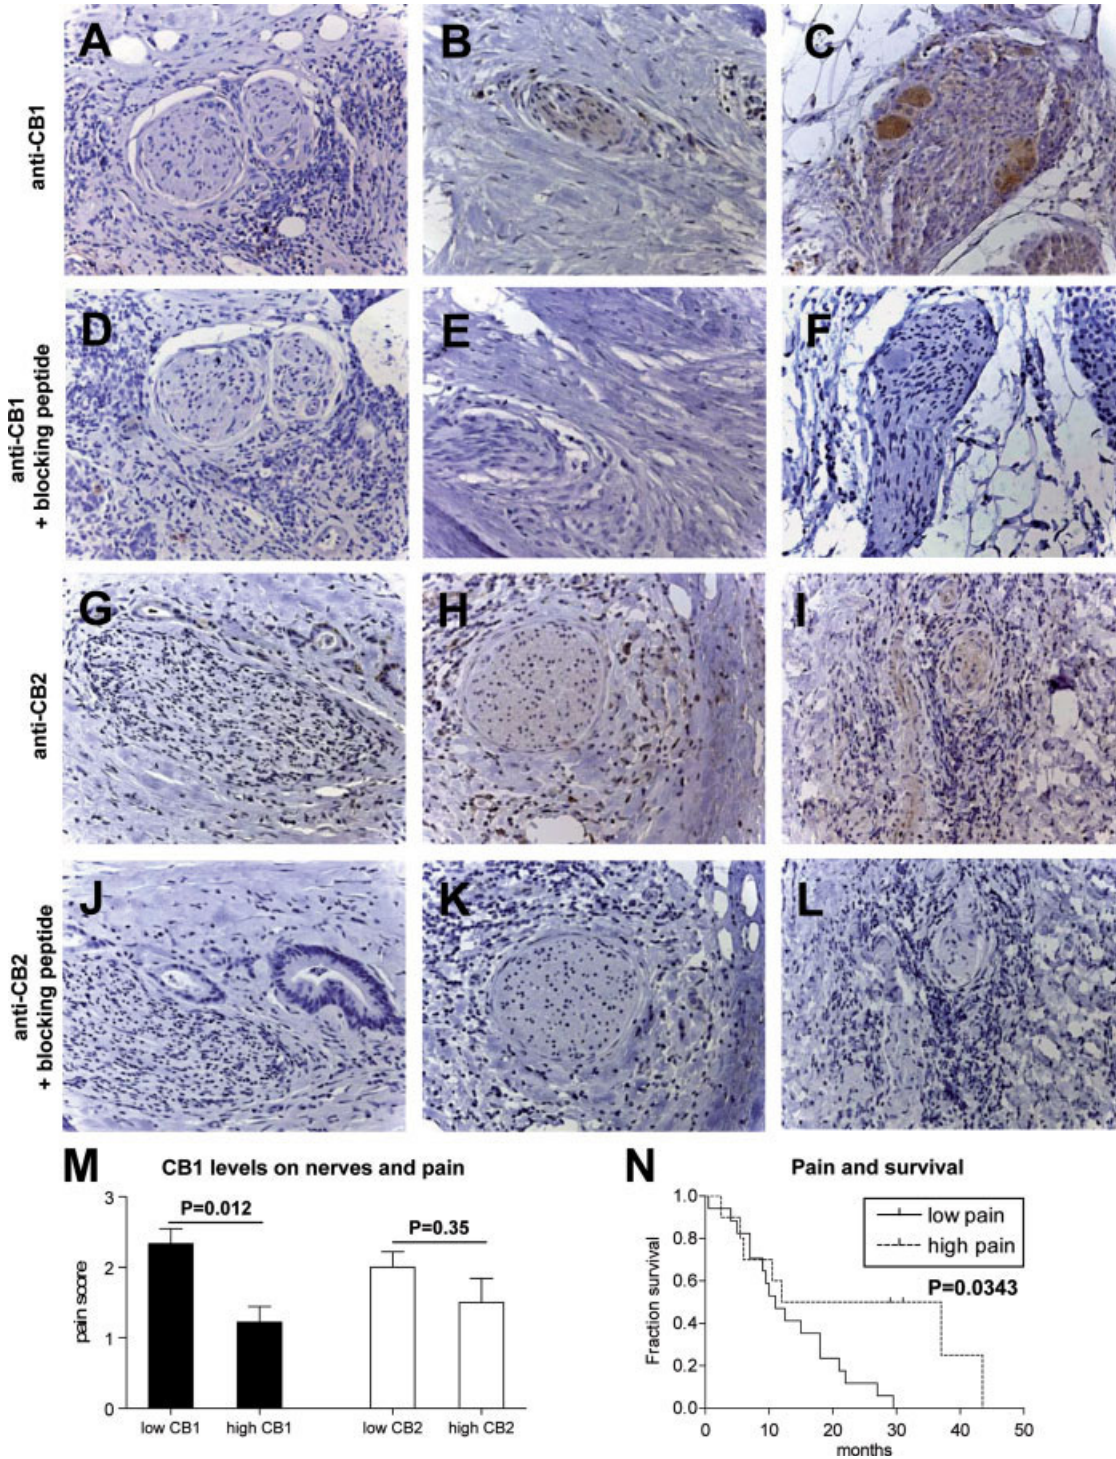 A
B
C
anti-CB1
D
E
F
anti-CB1
+ blocking peptide
G
H
I
anti-CB2
J
K
L
anti-CB2
+ blocking peptide
M
CB1 levels on nerves and pain
P=0.012
P=0.35
pain score
3
2
1
0
low CB1
high CB1
low CB2
high CB2
N
Pain and survival
low pain
high pain
P=0.0343
Fraction survival
1.0
0.8
0.6
0.4
0.2
0.0
0
10
20
30
40
50
months